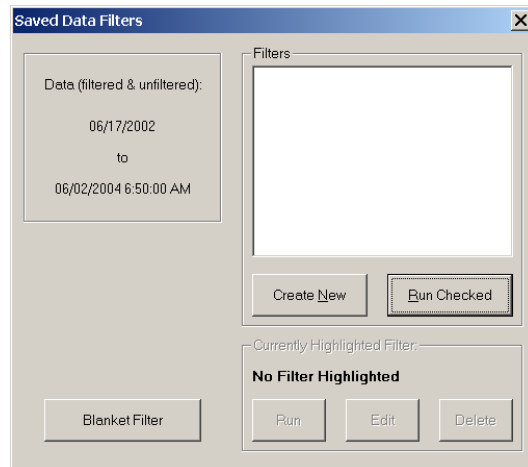 Saved Data Filters
Data (filtered & unfiltered):
06/17/2002
to
06/02/2004 6:50:00 AM
Filters
Create New
Run Checked
Currently Highlighted Filter:
No Filter Highlighted
Blanket Filter
Run
Edit
Delete